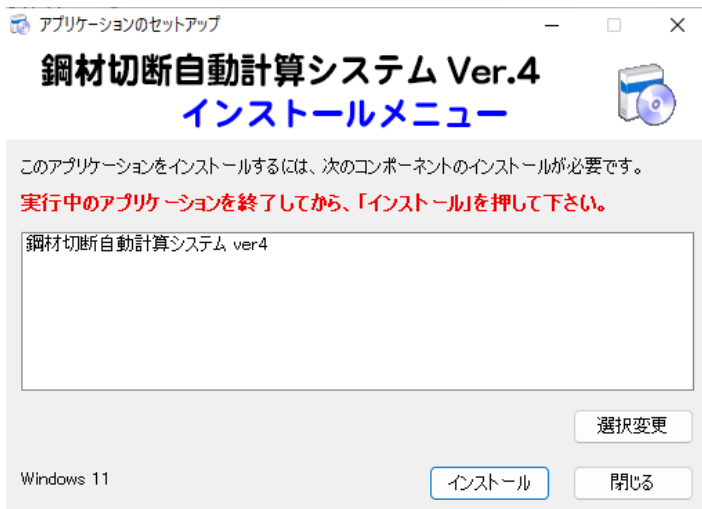 アプリケーションのセットアップ
鋼材切断自動計算システム Ver.4
インストールメニュー
このアプリケーションをインストールするには、次のコンポーネントのインストールが必要です。
実行中のアプリケーションを終了してから、「インストール」を押して下さい。
鋼材切断自動計算システム ver4
選択変更
Windows 11
インストール
閉じる